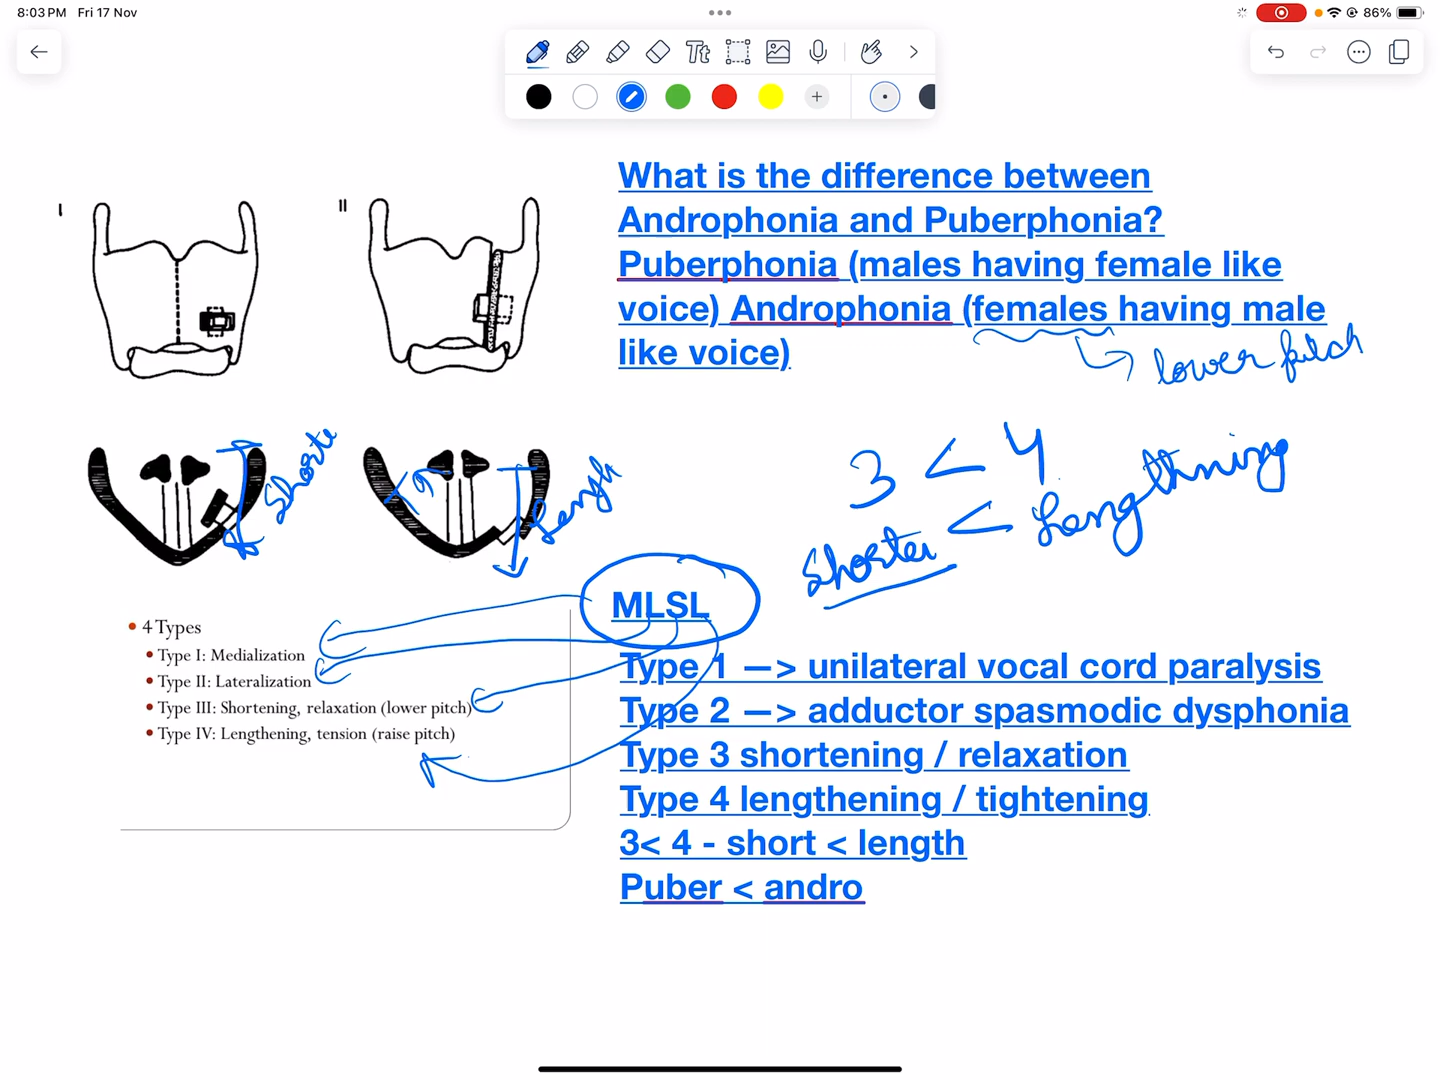 8:03 PM Fri 17 Nov
86%
Tt
I
II
What is the difference between
Androphonia and Puberphonia?
Puberphonia (males having female like
voice) Androphonia (females having male
like voice)
lower pitch
Shorte
Length
3 < 4
Shorter < Lengthning
MLSL
• 4 Types
• Type I: Medialization
• Type II: Lateralization
• Type III: Shortening, relaxation (lower pitch)
• Type IV: Lengthening, tension (raise pitch)
Type 1 —> unilateral vocal cord paralysis
Type 2 —> adductor spasmodic dysphonia
Type 3 shortening / relaxation
Type 4 lengthening / tightening
3< 4 - short < length
Puber < andro